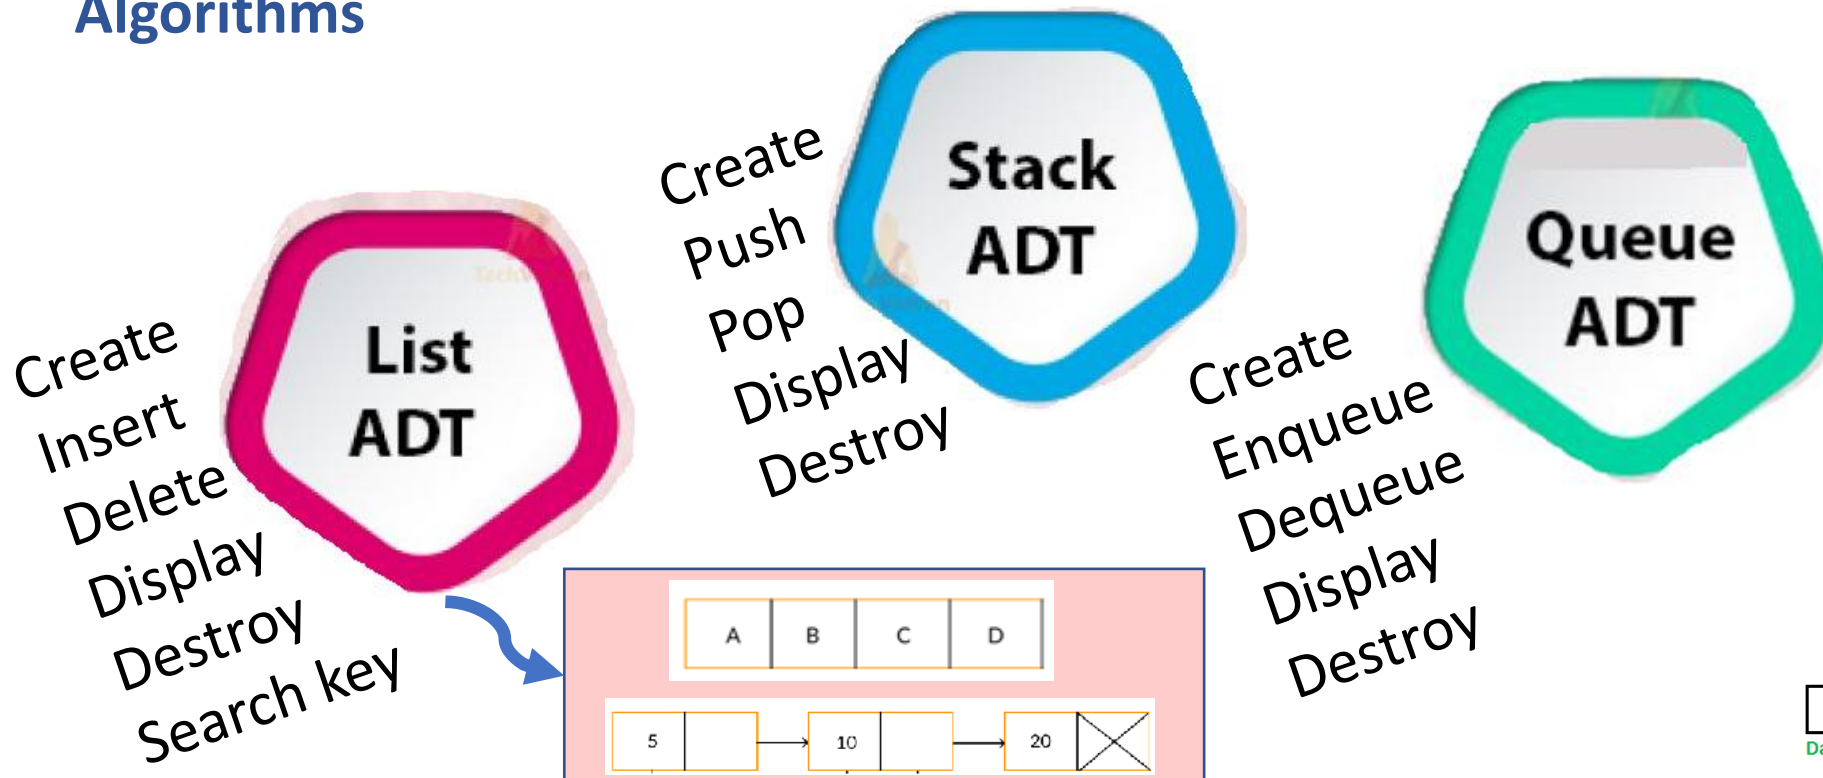 Algorithms
List
ADT
Create
Insert
Delete
Display
Destroy
Search key
Stack
ADT
Create
Push
Pop
Display
Destroy
Queue
ADT
Create
Enqueue
Dequeue
Display
Destroy
A B C D
5 10 20